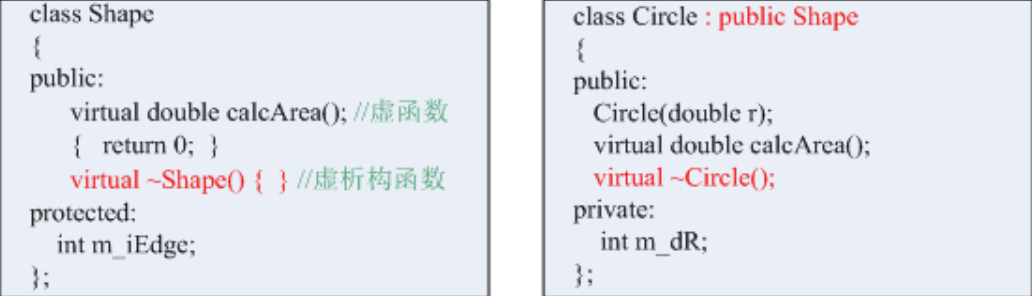 class Shape
{
public:
virtual double calcArea(); //虚函数
{ return 0; }
virtual ~Shape() { } //虚析构函数
protected:
int m_iEdge;
};
class Circle : public Shape
{
public:
Circle(double r);
virtual double calcArea();
virtual ~Circle();
private:
int m_dR;
};